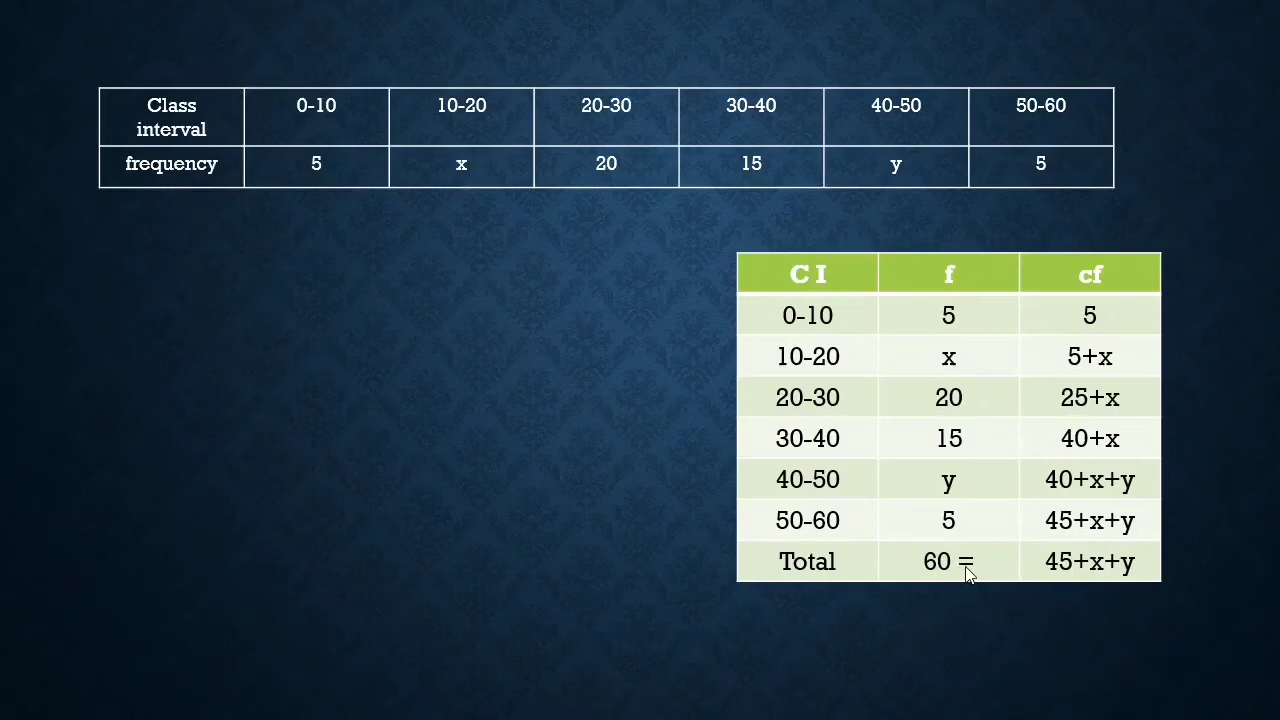 Class interval 0-10 10-20 20-30 30-40 40-50 50-60
frequency 5 x 20 15 y 5
C I f cf
0-10 5 5
10-20 x 5+x
20-30 20 25+x
30-40 15 40+x
40-50 y 40+x+y
50-60 5 45+x+y
Total 60 = 45+x+y